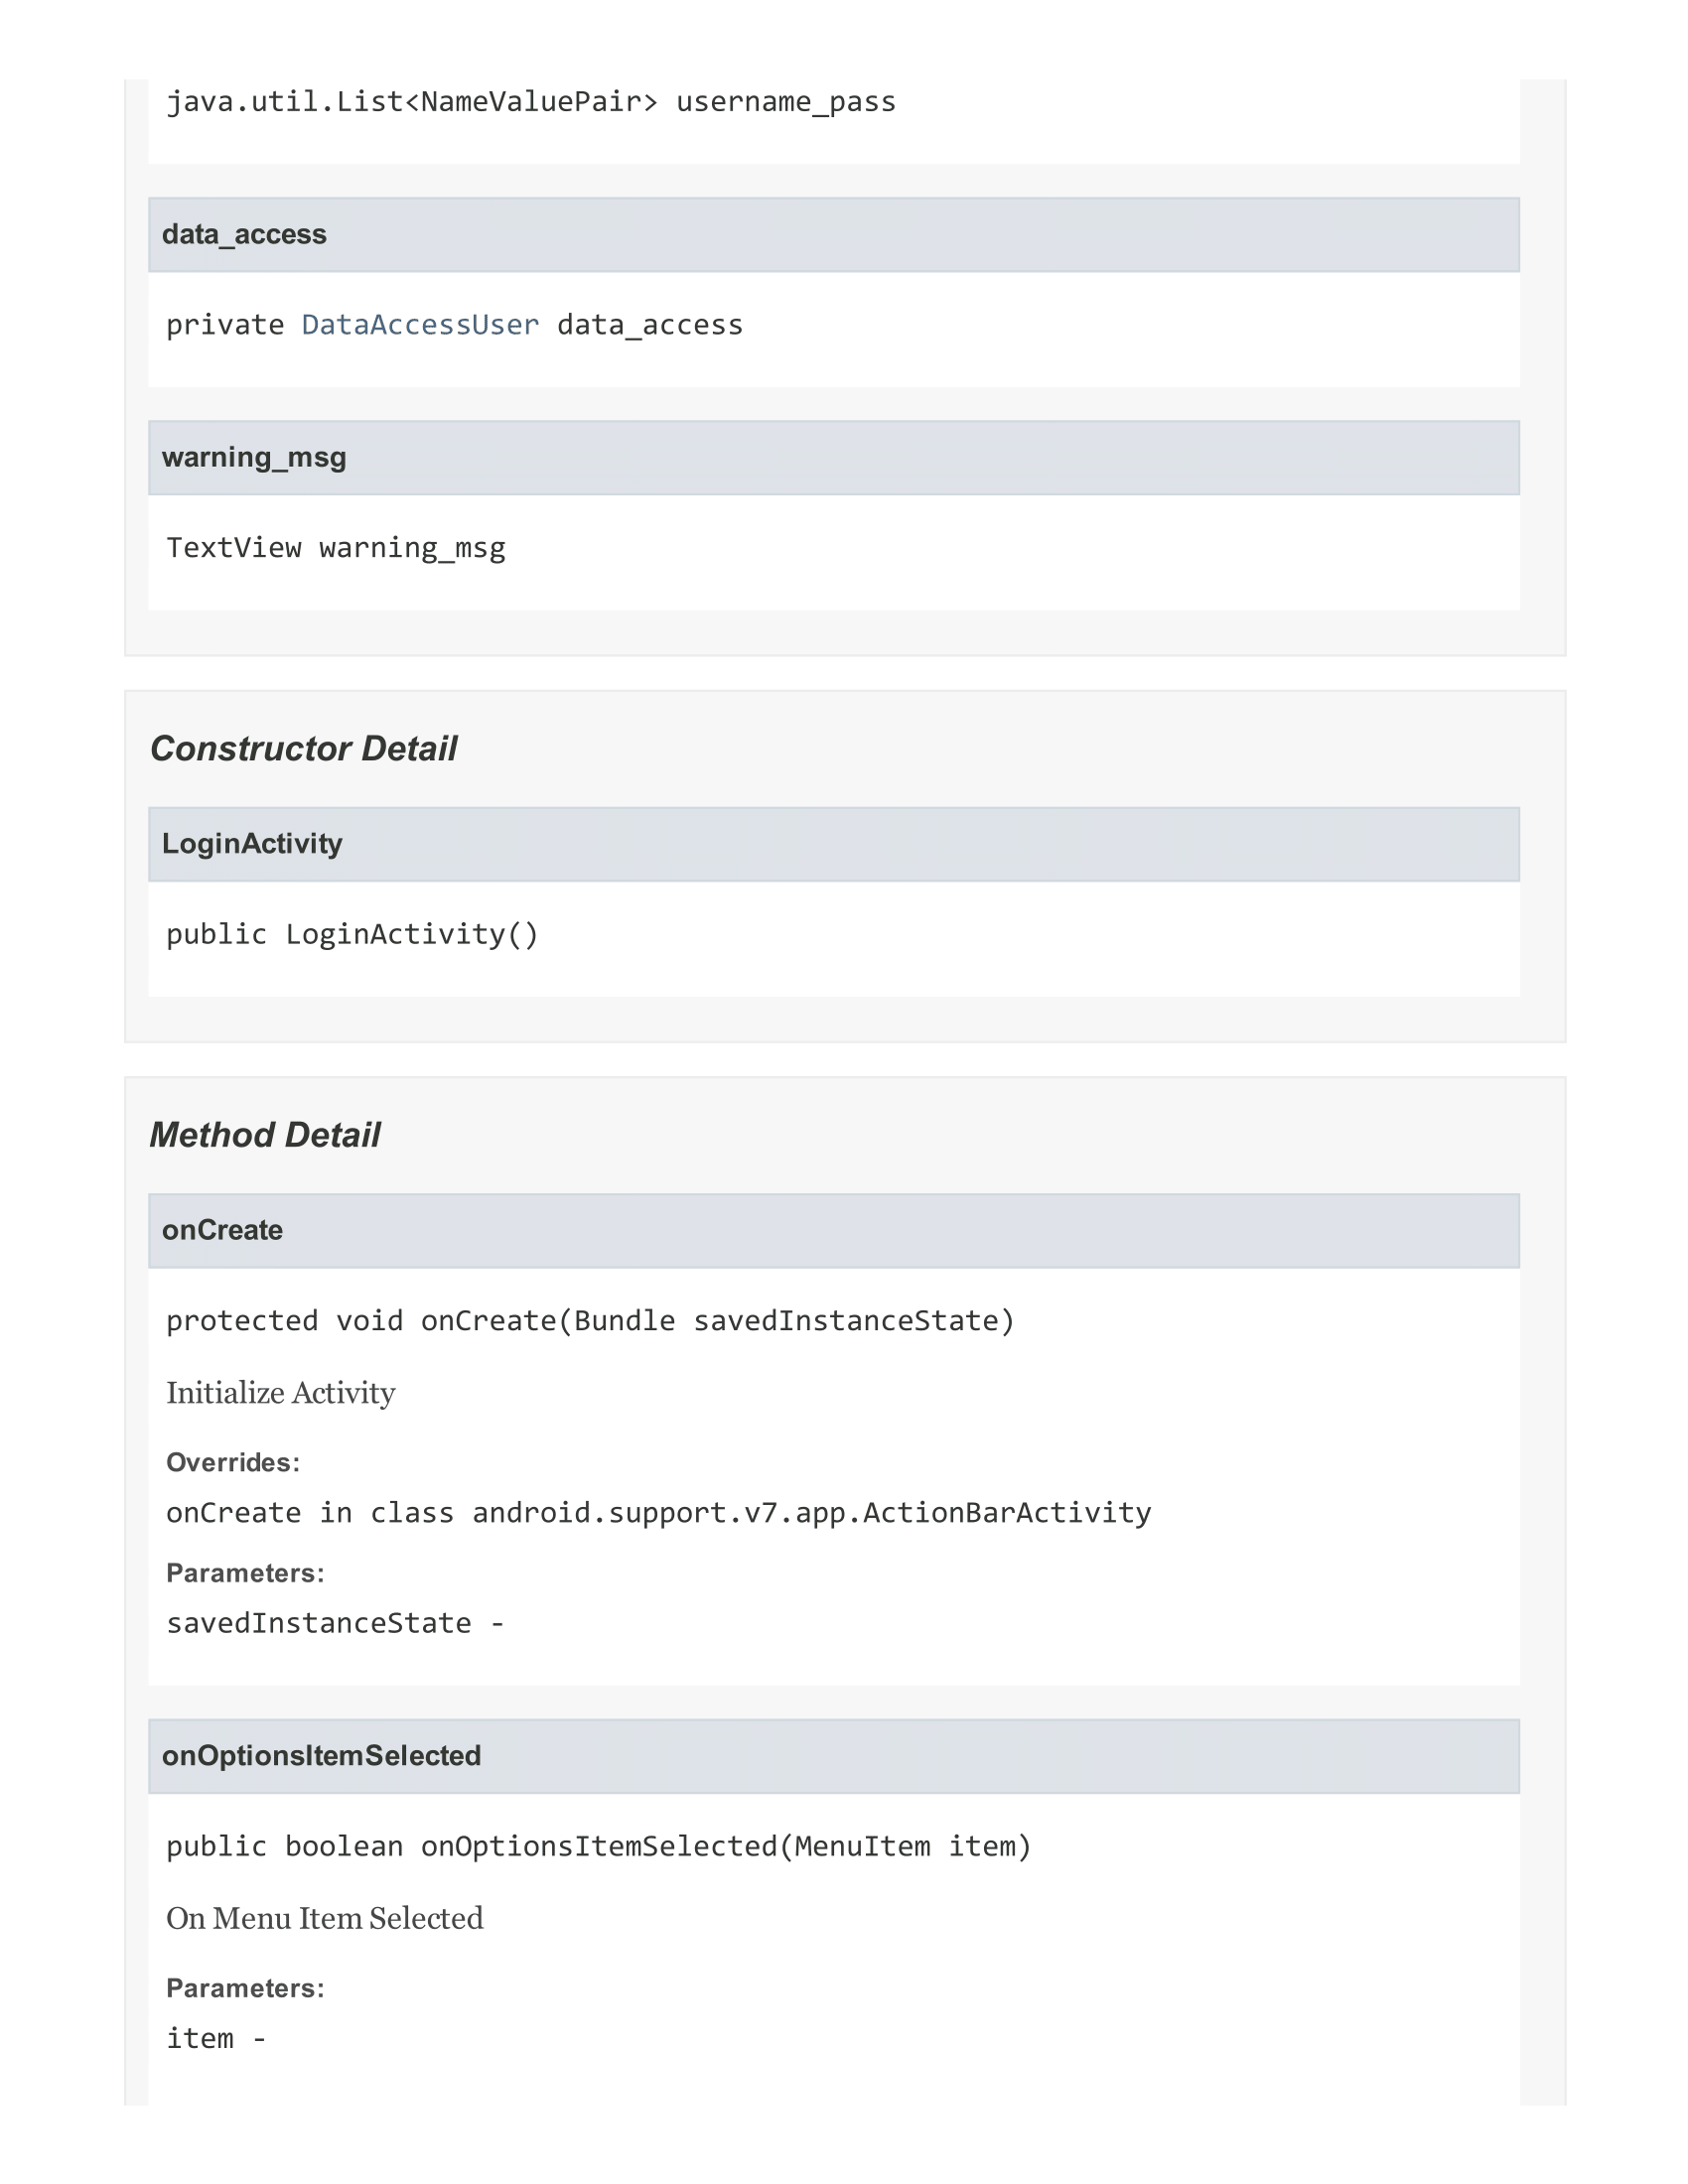 java.util.List<NameValuePair> username_pass
data_access
private DataAccessUser data_access
warning_msg
TextView warning_msg
Constructor Detail
LoginActivity
public LoginActivity()
Method Detail
onCreate
protected void onCreate(Bundle savedInstanceState)
Initialize Activity
Overrides:
onCreate in class android.support.v7.app.ActionBarActivity
Parameters:
savedInstanceState -
onOptionsItemSelected
public boolean onOptionsItemSelected(MenuItem item)
On Menu Item Selected
Parameters:
item -